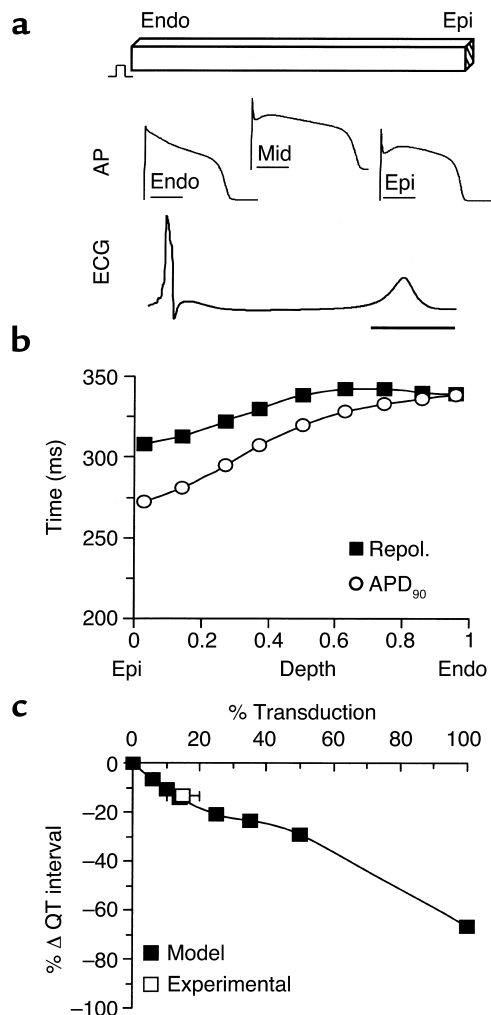 a
Endo Epi
AP
Endo Mid Epi
ECG
b
Time (ms)
350
300
250
200
Repol.
APD90
0 0.2 0.4 0.6 0.8 1
Epi Depth Endo
c
% Transduction
0 20 40 60 80 100
% Δ QT interval
0
−20
−40
−60
−80
−100
Model
Experimental